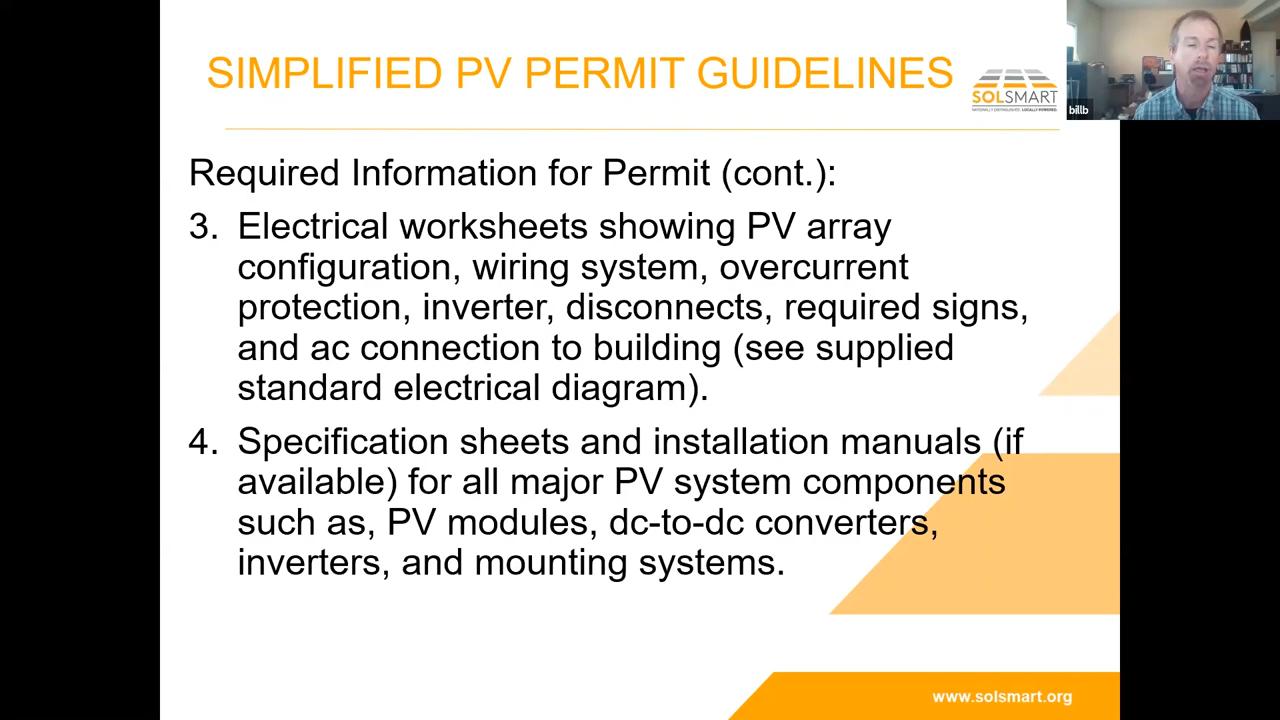 SIMPLIFIED PV PERMIT GUIDELINES
SOLSMART
NATIONALLY DISTINGUISHED. LOCALLY POWERED.
billb
Required Information for Permit (cont.):
3. Electrical worksheets showing PV array
configuration, wiring system, overcurrent
protection, inverter, disconnects, required signs,
and ac connection to building (see supplied
standard electrical diagram).
4. Specification sheets and installation manuals (if
available) for all major PV system components
such as, PV modules, dc-to-dc converters,
inverters, and mounting systems.
www.solsmart.org